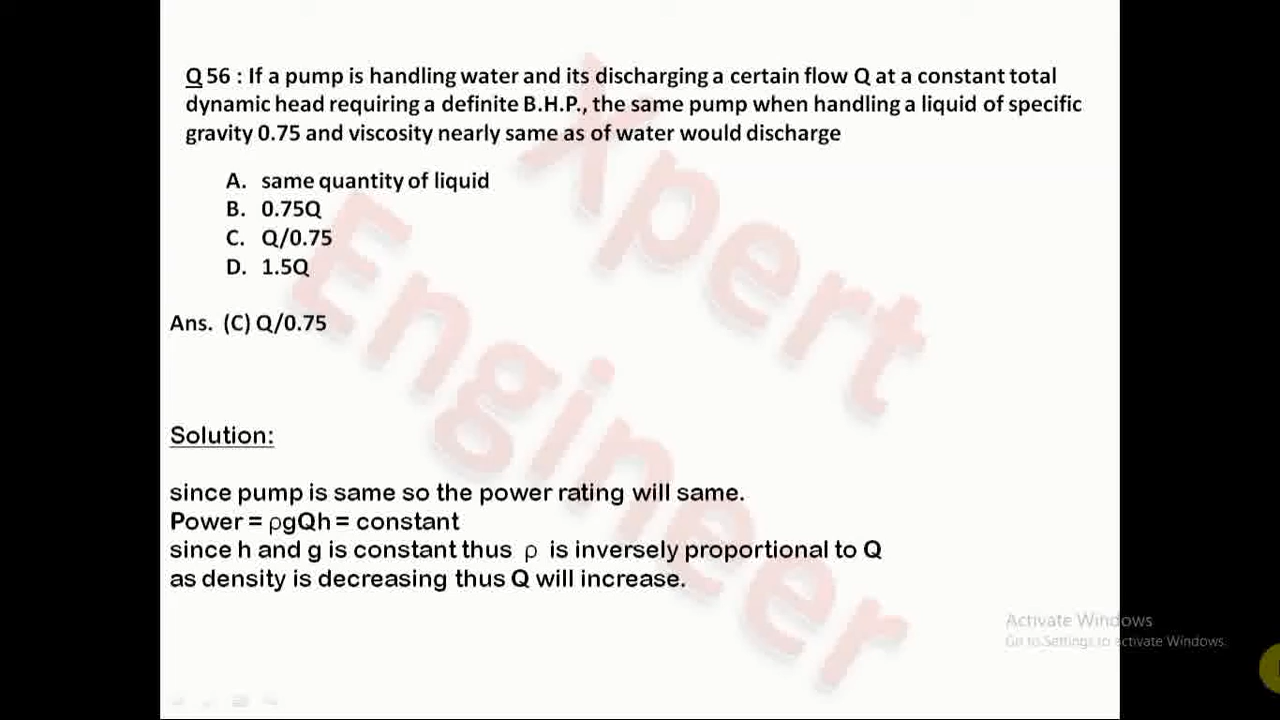 Q 56 : If a pump is handling water and its discharging a certain flow Q at a constant total
dynamic head requiring a definite B.H.P., the same pump when handling a liquid of specific
gravity 0.75 and viscosity nearly same as of water would discharge
A. same quantity of liquid
B. 0.75Q
C. Q/0.75
D. 1.5Q
Ans. (C) Q/0.75
Solution:
since pump is same so the power rating will same.
Power = ρgQh = constant
since h and g is constant thus ρ is inversely proportional to Q
as density is decreasing thus Q will increase.
Xpert
Engineer
Activate Windows
Go to Settings to activate Windows.